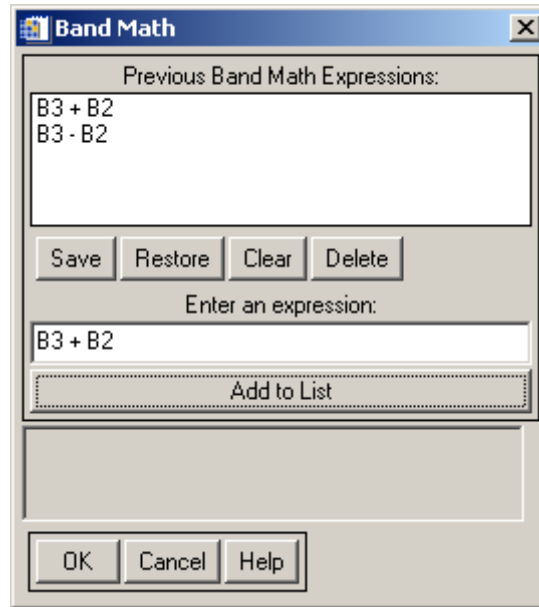 Band Math
Previous Band Math Expressions:
B3 + B2
B3 - B2
Save Restore Clear Delete
Enter an expression:
B3 + B2
Add to List
OK Cancel Help